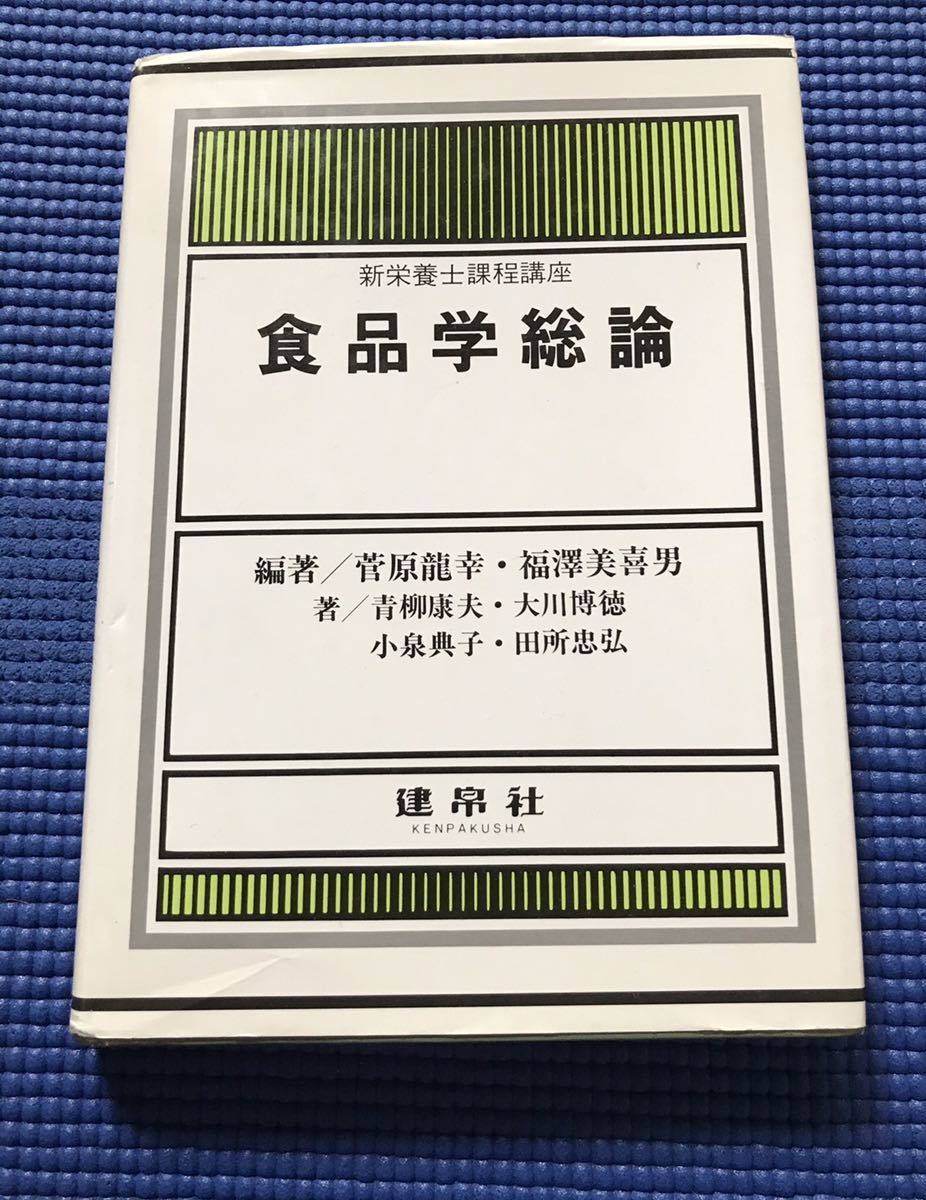 新栄養士課程講座
食品学総論
編著／菅原龍幸・福澤美喜男
著／青柳康夫・大川博徳
小泉典子・田所忠弘
建帛社
KENPAKUSHA